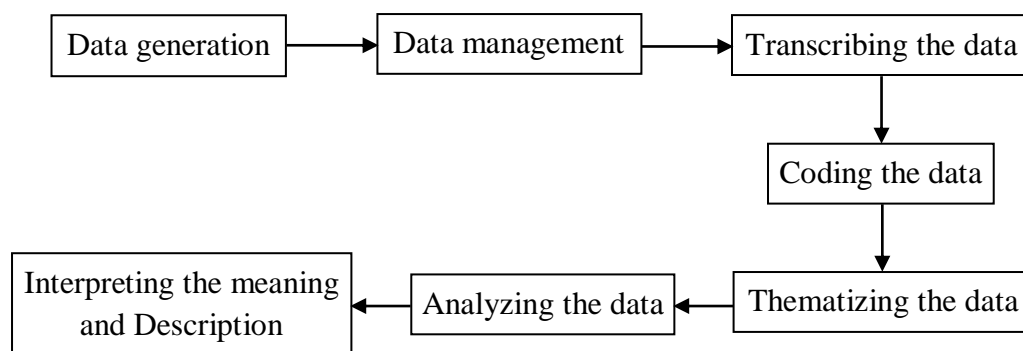 Data generation
Data management
Transcribing the data
Coding the data
Thematizing the data
Analyzing the data
Interpreting the meaning
and Description